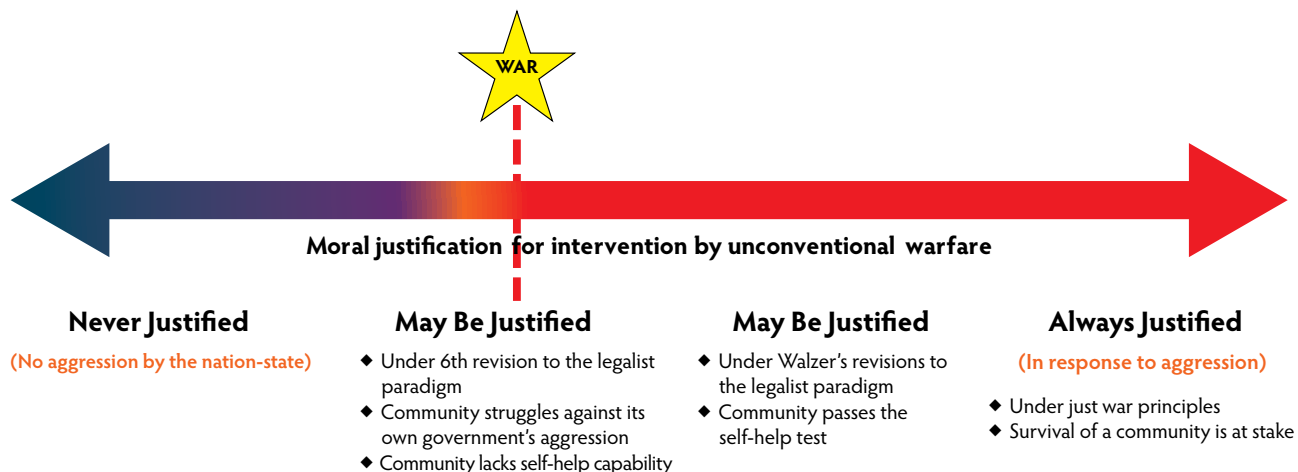 WAR
Moral justification for intervention by unconventional warfare
Never Justified
(No aggression by the nation-state)
May Be Justified
◆ Under 6th revision to the legalist
paradigm
◆ Community struggles against its
own government's aggression
◆ Community lacks self-help capability
May Be Justified
◆ Under Walzer's revisions to
the legalist paradigm
◆ Community passes the
self-help test
Always Justified
(In response to aggression)
◆ Under just war principles
◆ Survival of a community is at stake